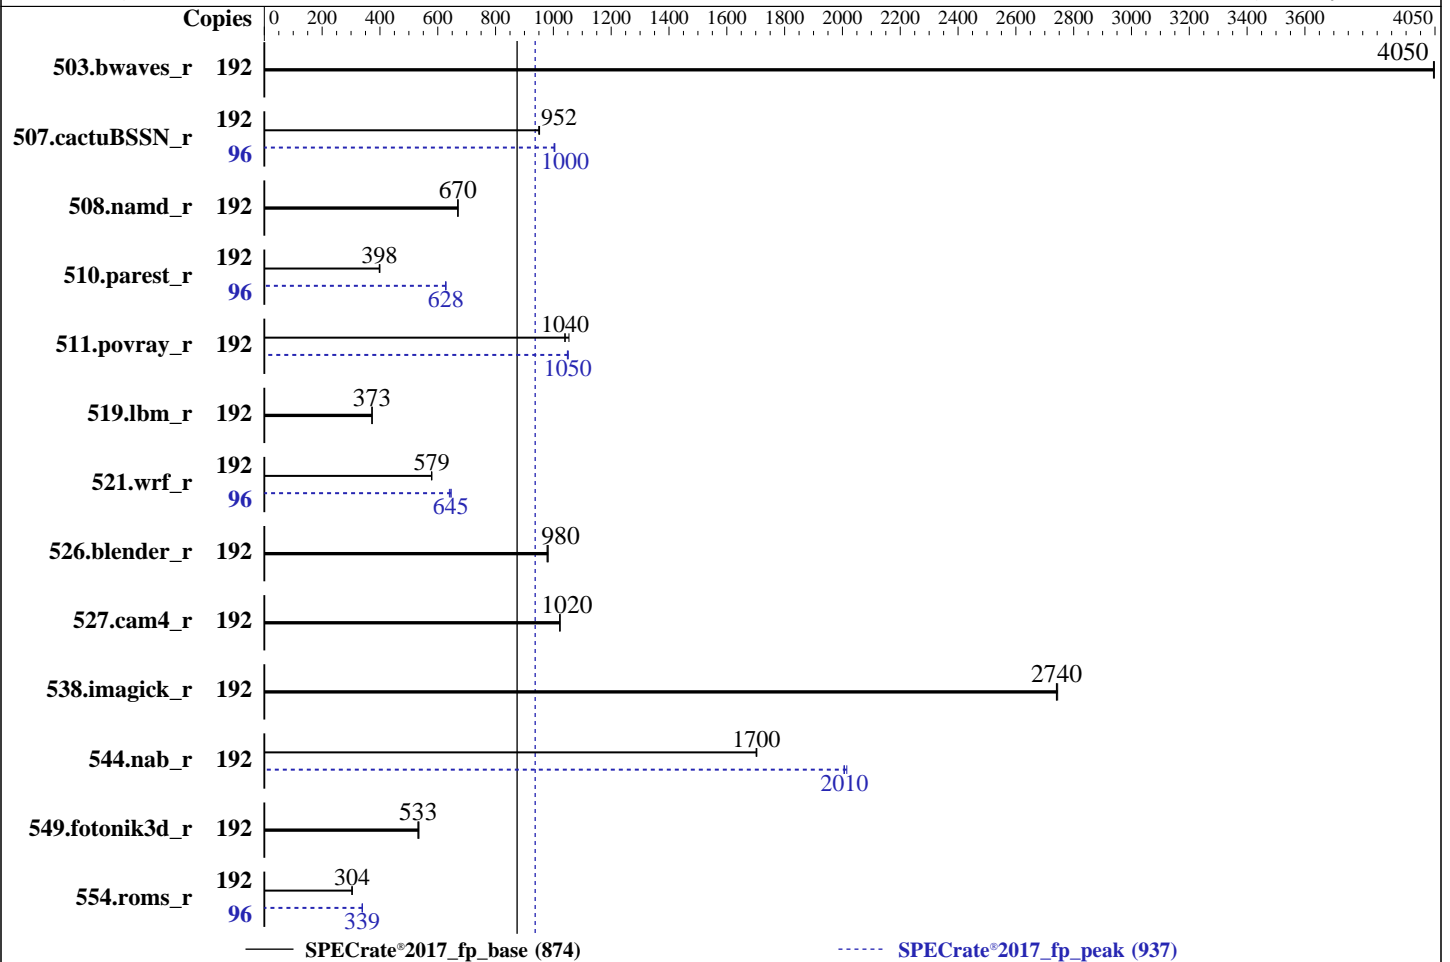 Copies 0 200 400 600 800 1000 1200 1400 1600 1800 2000 2200 2400 2600 2800 3000 3200 3400 3600 4050
503.bwaves_r 192 4050
507.cactuBSSN_r 192 952
96 1000
508.namd_r 192 670
510.parest_r 192 398
96 628
511.povray_r 192 1040
1050
519.lbm_r 192 373
521.wrf_r 192 579
96 645
526.blender_r 192 980
527.cam4_r 192 1020
538.imagick_r 192 2740
544.nab_r 192 1700
2010
549.fotonik3d_r 192 533
554.roms_r 192 304
96 339
SPECrate®2017_fp_base (874) SPECrate®2017_fp_peak (937)